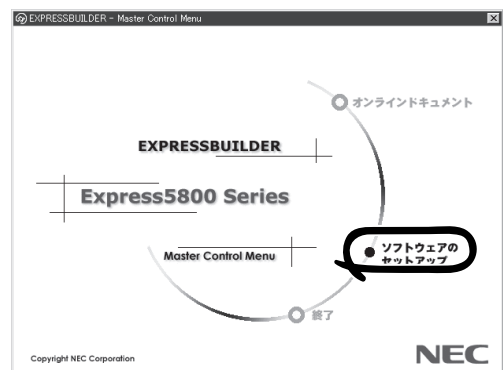 EXPRESSBUILDER - Master Control Menu
オンラインドキュメント
EXPRESSBUILDER
Express5800 Series
Master Control Menu
ソフトウェアの
セットアップ
終了
Copyright NEC Corporation
NEC